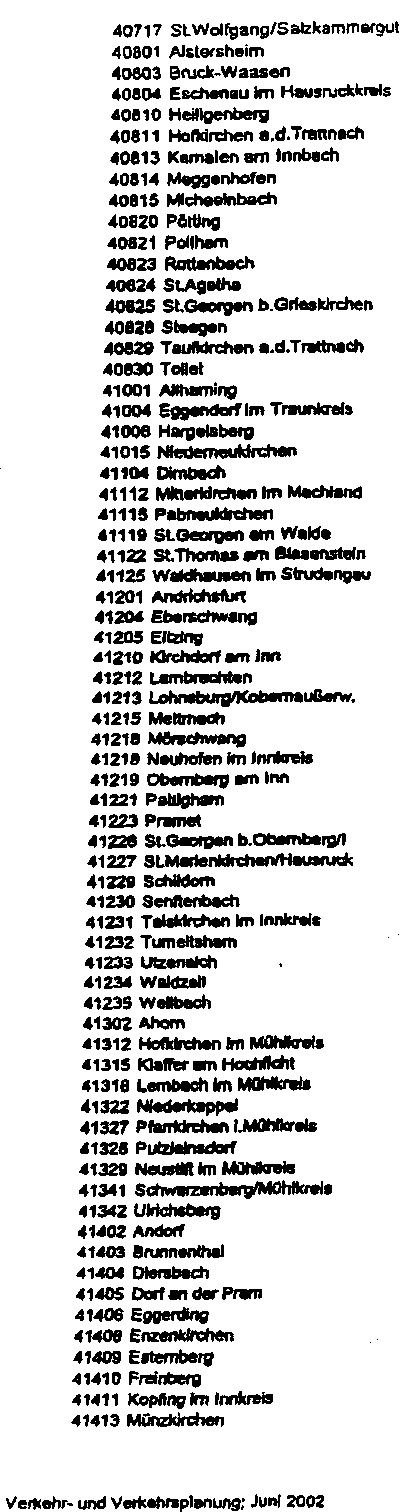 40717 St.Wolfgang/Salzkammergut
40801 Aistersheim
40803 Bruck-Waasen
40804 Eschenau im Hausruckkreis
40810 Heiligenberg
40811 Hofkirchen a.d.Trattnach
40813 Kematen am Innbach
40814 Meggenhofen
40815 Michaelnbach
40820 Pötting
40821 Pollham
40823 Rottenbach
40824 St.Agatha
40825 St.Georgen b.Grieskirchen
40828 Steegen
40829 Taufkirchen a.d.Trattnach
40830 Tollet
41001 Allhaming
41004 Eggendorf im Traunkreis
41006 Hargelsberg
41015 Niederneukirchen
41104 Dimbach
41112 Mitterkirchen im Machland
41115 Pabneukirchen
41119 St.Georgen am Walde
41122 St.Thomas am Blasenstein
41125 Waldhausen im Strudengau
41201 Andrichsfurt
41204 Eberschwang
41205 Eitzing
41210 Kirchdorf am Inn
41212 Lambrechten
41213 Lohnsburg/Kobernaußerw.
41215 Mettmach
41216 Mörschwang
41218 Neuhofen im Innkreis
41219 Obernberg am Inn
41221 Pattigham
41223 Pramet
41226 St.Georgen b.Obernberg/I
41227 St.Marienkirchen/Hausruck
41229 Schildorn
41230 Senftenbach
41231 Taiskirchen im Innkreis
41232 Tumeltsham
41233 Utzenaich
41234 Waldzell
41235 Weilbach
41302 Ahorn
41312 Hofkirchen im Mühlkreis
41315 Klaffer am Hochficht
41318 Lembach im Mühlkreis
41322 Niederkappel
41327 Pfarrkirchen i.Mühlkreis
41328 Putzleinsdorf
41329 Neustift im Mühlkreis
41341 Schwarzenberg/Mühlkreis
41342 Ulrichsberg
41402 Andorf
41403 Brunnenthal
41404 Diersbach
41405 Dorf an der Pram
41406 Eggerding
41408 Enzenkirchen
41409 Esternberg
41410 Freinberg
41411 Kopfing im Innkreis
41413 Münzkirchen
Verkehr- und Verkehrsplanung; Juni 2002